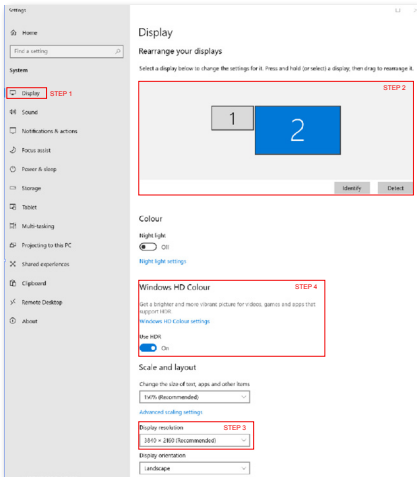 Settings
Home
Display
Find a setting
Rearrange your displays
System
Select a display below to change the settings for it. Press and hold (or select) a display, then drag to rearrange it.
Display STEP 1
STEP 2
Sound
Notifications & actions
1
2
Focus assist
Power & sleep
Storage
Identify
Detect
Tablet
Multi-tasking
Colour
Projecting to this PC
Night light
Off
Shared experiences
Night light settings
Clipboard
Windows HD Colour STEP 4
Remote Desktop
Get a brighter and more vibrant picture for videos, games and apps that
support HDR.
About
Windows HD Colour settings
Use HDR
On
Scale and layout
Change the size of text, apps and other items
150% (Recommended)
Advanced scaling settings
Display resolution STEP 3
3840 × 2160 (Recommended)
Display orientation
Landscape